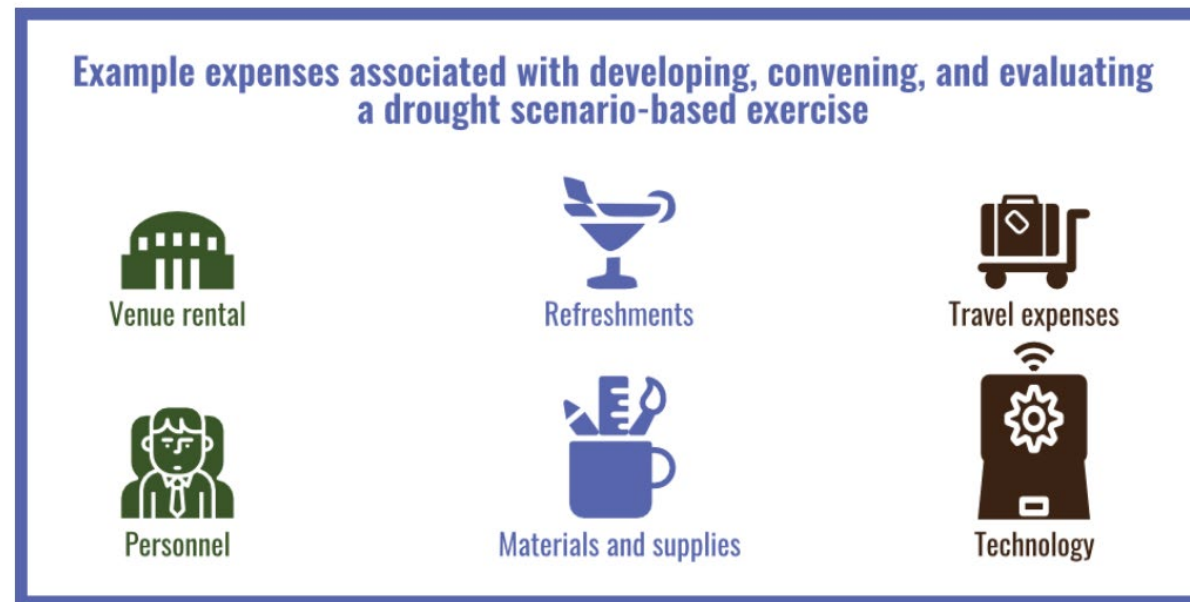 Example expenses associated with developing, convening, and evaluating
a drought scenario-based exercise
Venue rental
Refreshments
Travel expenses
Personnel
Materials and supplies
Technology